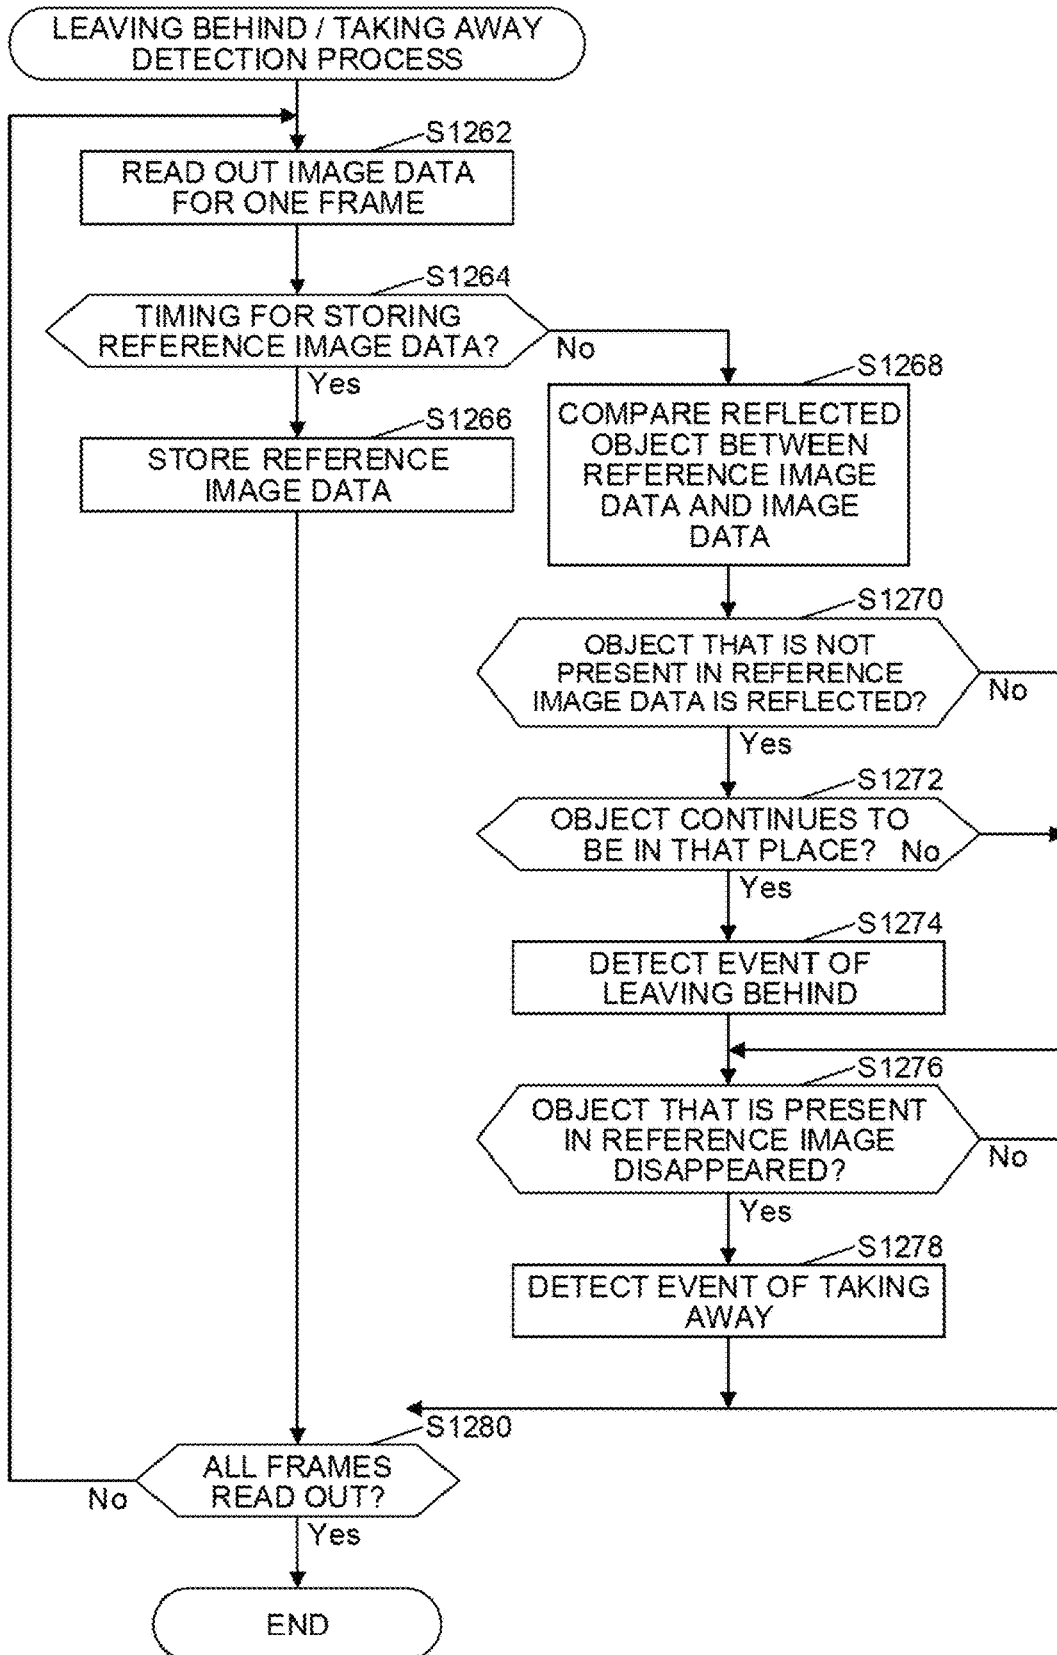 LEAVING BEHIND / TAKING AWAY
DETECTION PROCESS
S1262
READ OUT IMAGE DATA
FOR ONE FRAME
S1264
TIMING FOR STORING
REFERENCE IMAGE DATA?
No
Yes
S1266
STORE REFERENCE
IMAGE DATA
S1268
COMPARE REFLECTED
OBJECT BETWEEN
REFERENCE IMAGE
DATA AND IMAGE
DATA
S1270
OBJECT THAT IS NOT
PRESENT IN REFERENCE
IMAGE DATA IS REFLECTED?
No
Yes
S1272
OBJECT CONTINUES TO
BE IN THAT PLACE? No
Yes
S1274
DETECT EVENT OF
LEAVING BEHIND
S1276
OBJECT THAT IS PRESENT
IN REFERENCE IMAGE
DISAPPEARED?
No
Yes
S1278
DETECT EVENT OF TAKING
AWAY
S1280
ALL FRAMES
READ OUT?
No
Yes
END